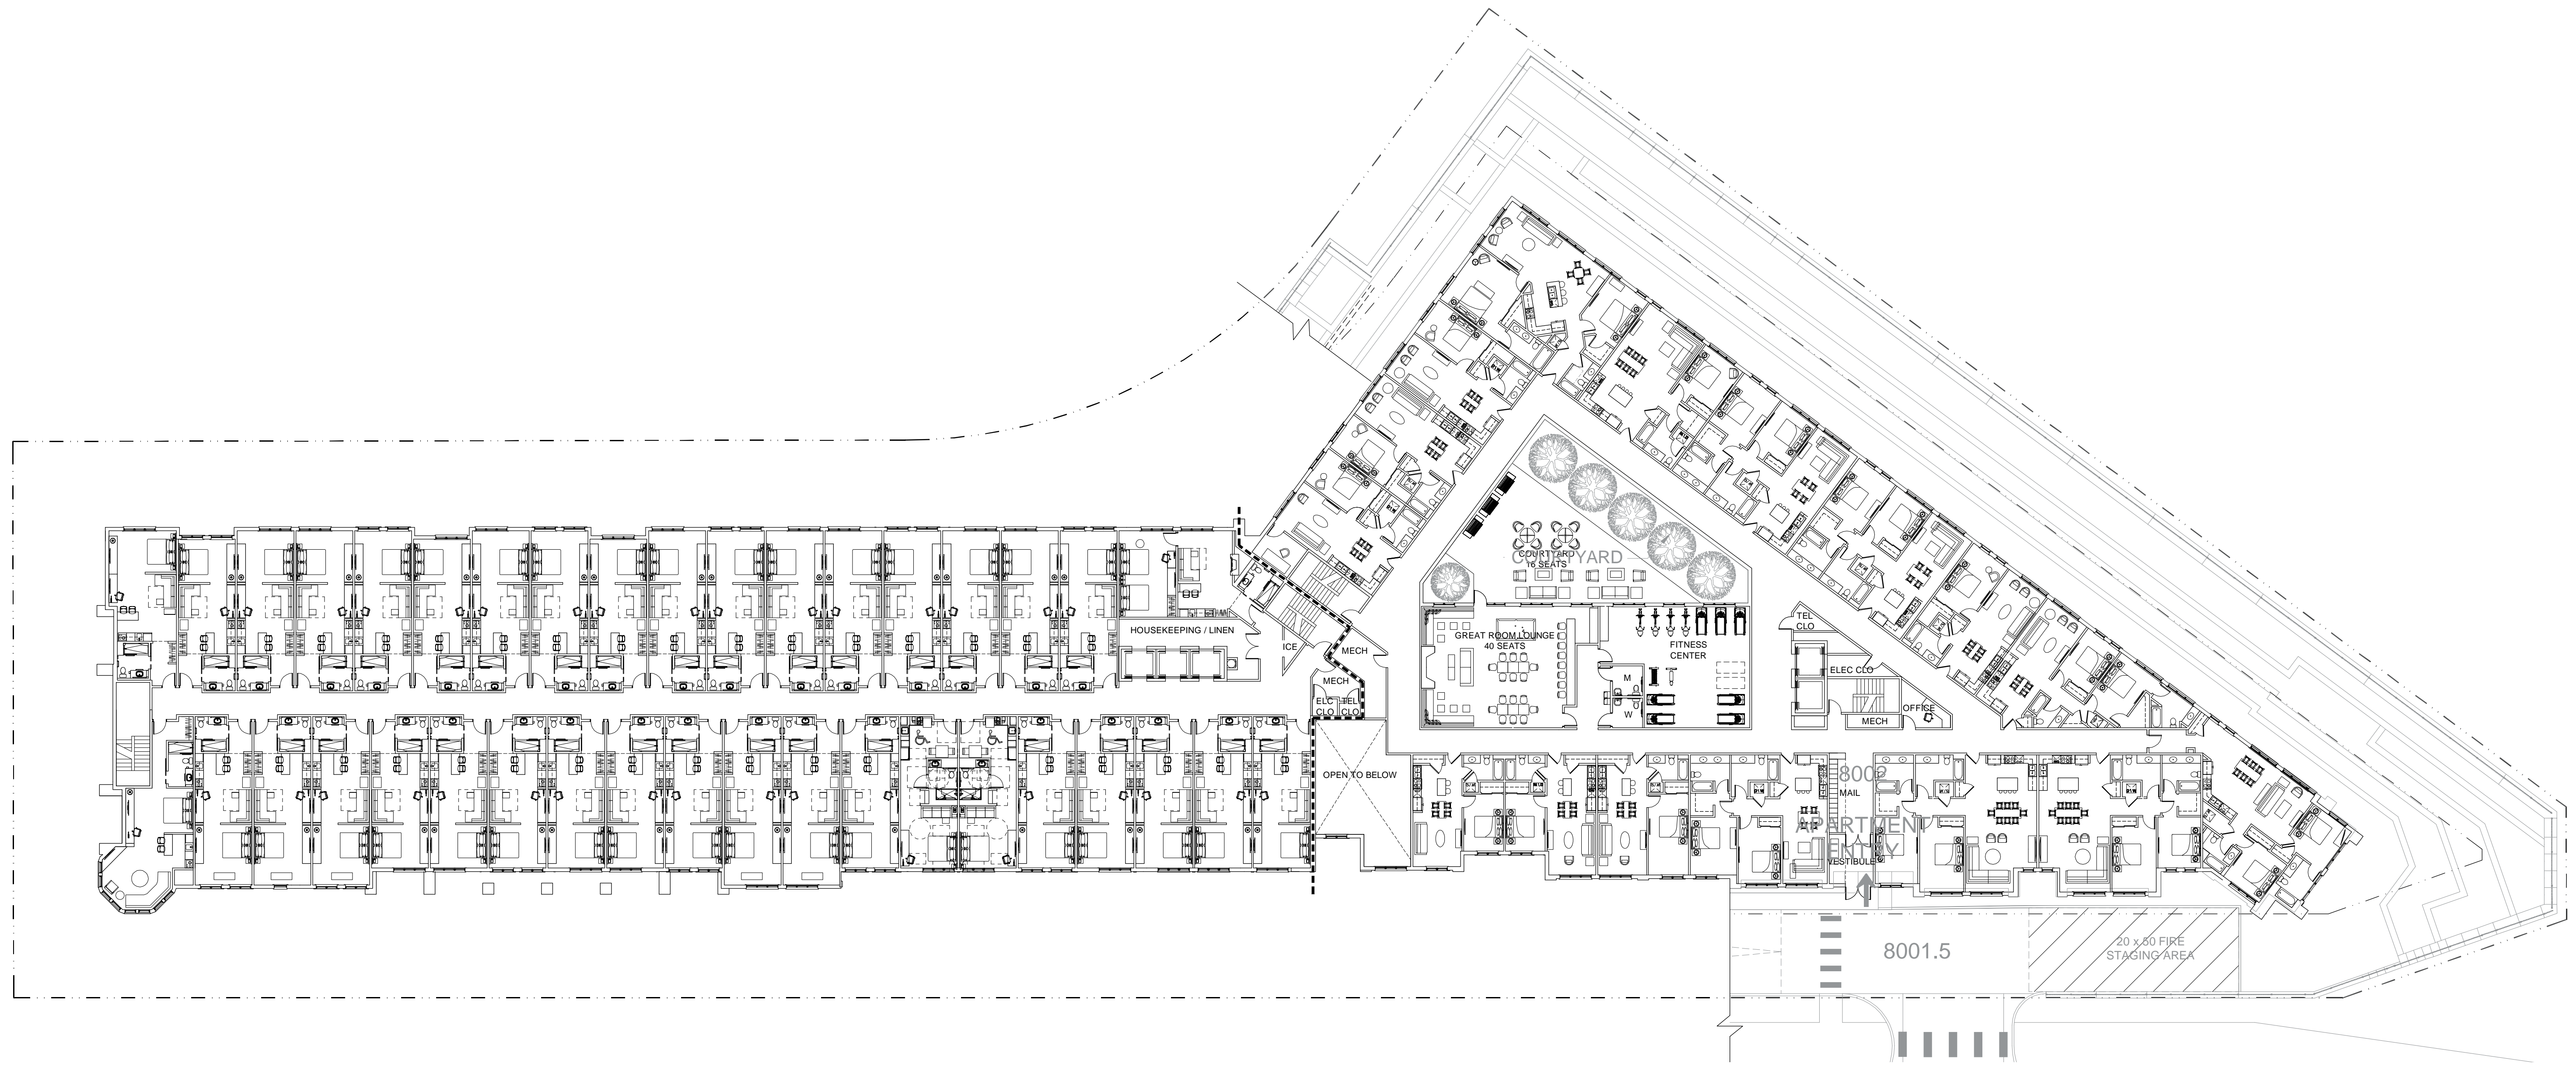 COURTYARD
COURTYARD
16 SEATS
HOUSEKEEPING / LINEN
ICE
MECH
MECH
ELC
CLO
TEL
CLO
GREAT ROOM LOUNGE
40 SEATS
FITNESS
CENTER
M
W
TEL
CLO
ELEC CLO
OFFICE
MECH
OPEN TO BELOW
8002
MAIL
APARTMENT
ENTRY
VESTIBULE
8001.5
20 x 50 FIRE
STAGING AREA